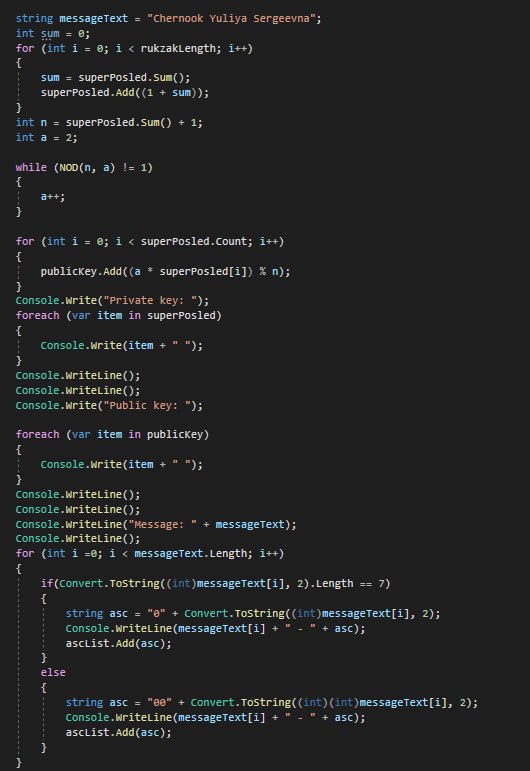 string messageText = "Chernook Yuliya Sergeevna";
int sum = 0;
for (int i = 0; i < rukzakLength; i++)
{
    sum = superPosled.Sum();
    superPosled.Add((1 + sum));
}
int n = superPosled.Sum() + 1;
int a = 2;

while (NOD(n, a) != 1)
{
    a++;
}

for (int i = 0; i < superPosled.Count; i++)
{
    publicKey.Add((a * superPosled[i]) % n);
}
Console.Write("Private key: ");
foreach (var item in superPosled)
{
    Console.Write(item + " ");
}
Console.WriteLine();
Console.WriteLine();
Console.Write("Public key: ");

foreach (var item in publicKey)
{
    Console.Write(item + " ");
}
Console.WriteLine();
Console.WriteLine();
Console.WriteLine("Message: " + messageText);
Console.WriteLine();
for (int i =0; i < messageText.Length; i++)
{
    if(Convert.ToString((int)messageText[i], 2).Length == 7)
    {
        string asc = "0" + Convert.ToString((int)messageText[i], 2);
        Console.WriteLine(messageText[i] + " - " + asc);
        ascList.Add(asc);
    }
    else
    {
        string asc = "00" + Convert.ToString((int)(int)messageText[i], 2);
        Console.WriteLine(messageText[i] + " - " + asc);
        ascList.Add(asc);
    }
}